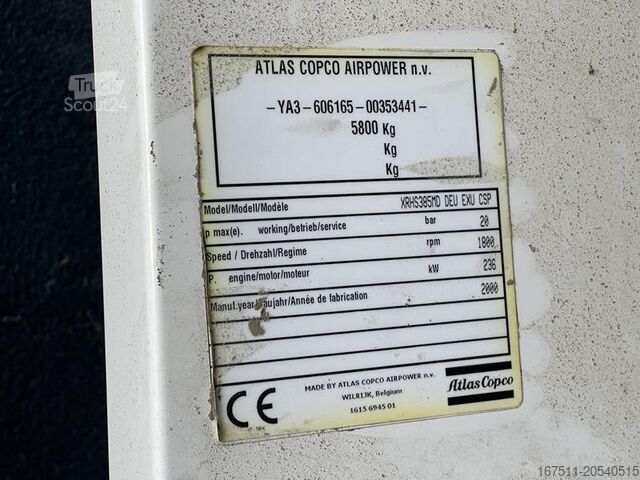 Truck
Scout24
ATLAS COPCO AIRPOWER n.v.
-YA3-606165-00353441-
5800 Kg
Kg
Kg
Model/Modell/Modèle XRHS385MD DEU EXU CSP
p max(e). working/betrieb/service bar 20
Speed / Drehzahl/Regime rpm 1800
P. engine/motor/moteur kW 236
Manuf.year/Baujahr/Année de fabrication 2000
CE
MADE BY ATLAS COPCO AIRPOWER n.v.
WILRIJK, Belgium
1615 6945 01
Atlas Copco
167511-20540515